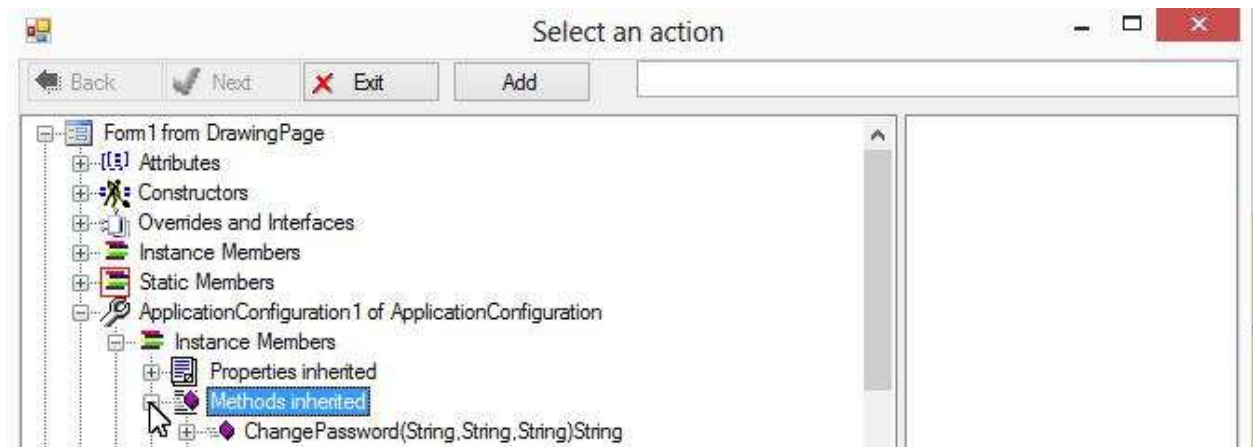 Select an action
Back Next Exit Add
Form1 from DrawingPage
Attributes
Constructors
Overrides and Interfaces
Instance Members
Static Members
ApplicationConfiguration1 of ApplicationConfiguration
Instance Members
Properties inherited
Methods inherited
ChangePassword(String,String,String)String